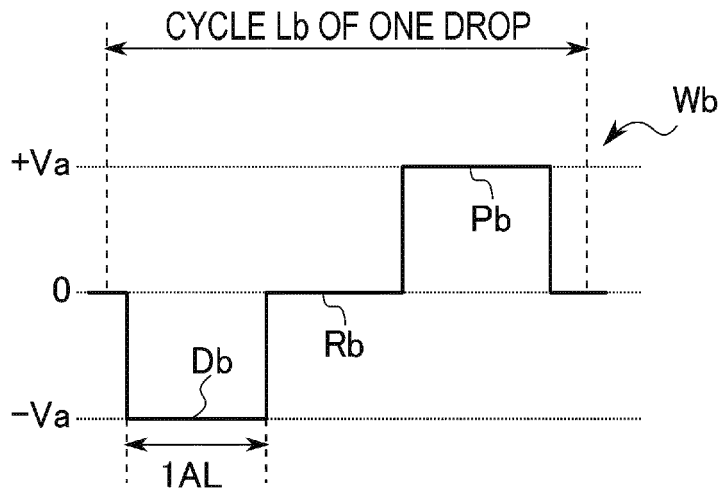 CYCLE Lb OF ONE DROP
Wb
+Va
Pb
0
Rb
Db
−Va
1AL